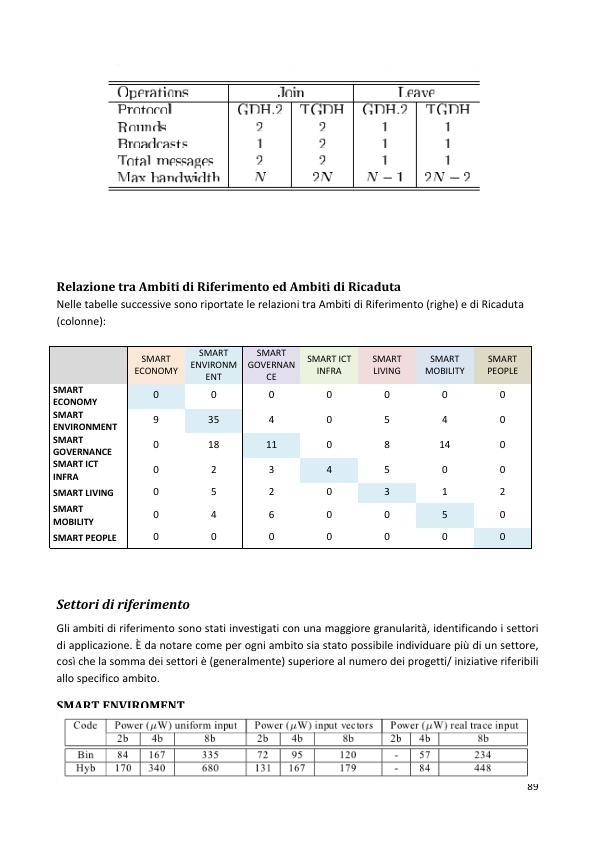 Operations Join Leave
Protocol GDH.2 TGDH GDH.2 TGDH
Rounds 2 2 1 1
Broadcasts 1 2 1 1
Total messages 2 2 1 1
Max bandwidth N 2N N − 1 2N − 2
Relazione tra Ambiti di Riferimento ed Ambiti di Ricaduta
Nelle tabelle successive sono riportate le relazioni tra Ambiti di Riferimento (righe) e di Ricaduta
(colonne):
SMART ECONOMY SMART ENVIRONM ENT SMART GOVERNAN CE SMART ICT INFRA SMART LIVING SMART MOBILITY SMART PEOPLE
SMART ECONOMY 0 0 0 0 0 0 0
SMART ENVIRONMENT 9 35 4 0 5 4 0
SMART GOVERNANCE 0 18 11 0 8 14 0
SMART ICT INFRA 0 2 3 4 5 0 0
SMART LIVING 0 5 2 0 3 1 2
SMART MOBILITY 0 4 6 0 0 5 0
SMART PEOPLE 0 0 0 0 0 0 0
Settori di riferimento
Gli ambiti di riferimento sono stati investigati con una maggiore granularità, identificando i settori
di applicazione. È da notare come per ogni ambito sia stato possibile individuare più di un settore,
così che la somma dei settori è (generalmente) superiore al numero dei progetti/ iniziative riferibili
allo specifico ambito.
SMART ENVIROMENT
Code Power (μW) uniform input Power (μW) input vectors Power (μW) real trace input
2b 4b 8b 2b 4b 8b 2b 4b 8b
Bin 84 167 335 72 95 120 - 57 234
Hyb 170 340 680 131 167 179 - 84 448
89